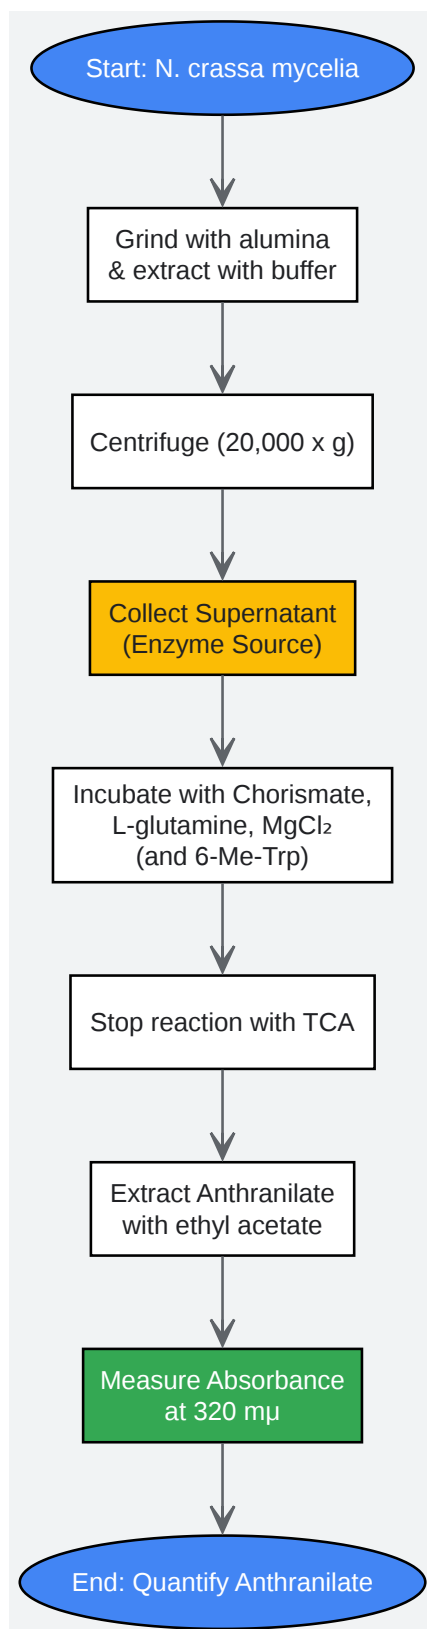 Start: N. crassa mycelia
Grind with alumina
& extract with buffer
Centrifuge (20,000 x g)
Collect Supernatant
(Enzyme Source)
Incubate with Chorismate,
L-glutamine, MgCl₂
(and 6-Me-Trp)
Stop reaction with TCA
Extract Anthranilate
with ethyl acetate
Measure Absorbance
at 320 mμ
End: Quantify Anthranilate